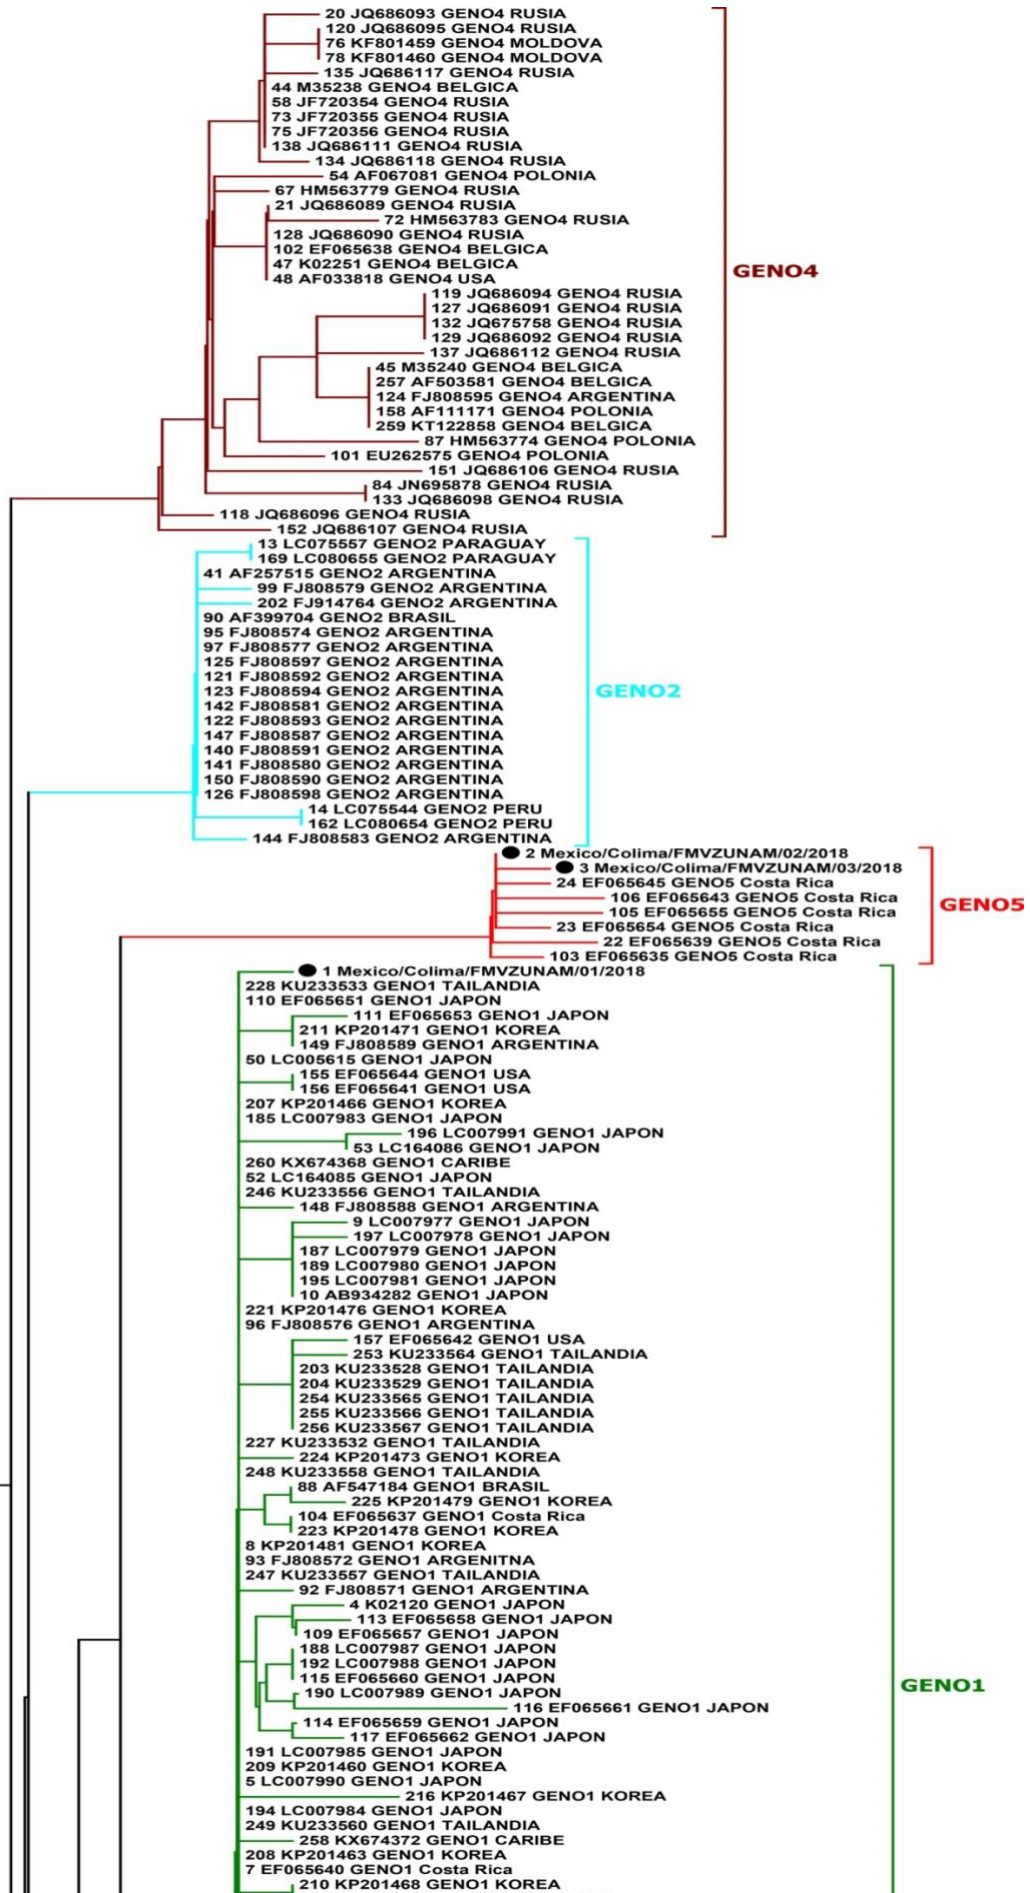 20 JQ686093 GENO4 RUSIA
120 JQ686095 GENO4 RUSIA
76 KF801459 GENO4 MOLDOVA
78 KF801460 GENO4 MOLDOVA
135 JQ686117 GENO4 RUSIA
44 M35238 GENO4 BELGICA
58 JF720354 GENO4 RUSIA
73 JF720355 GENO4 RUSIA
75 JF720356 GENO4 RUSIA
138 JQ686111 GENO4 RUSIA
134 JQ686118 GENO4 RUSIA
54 AF067081 GENO4 POLONIA
67 HM563779 GENO4 RUSIA
21 JQ686089 GENO4 RUSIA
72 HM563783 GENO4 RUSIA
128 JQ686090 GENO4 RUSIA
102 EF065638 GENO4 BELGICA
47 K02251 GENO4 BELGICA
48 AF033818 GENO4 USA
GENO4
119 JQ686094 GENO4 RUSIA
127 JQ686091 GENO4 RUSIA
132 JQ675758 GENO4 RUSIA
129 JQ686092 GENO4 RUSIA
137 JQ686112 GENO4 RUSIA
45 M35240 GENO4 BELGICA
257 AF503581 GENO4 BELGICA
124 FJ808595 GENO4 ARGENTINA
158 AF111171 GENO4 POLONIA
259 KT122858 GENO4 BELGICA
87 HM563774 GENO4 POLONIA
101 EU262575 GENO4 POLONIA
151 JQ686106 GENO4 RUSIA
84 JN695878 GENO4 RUSIA
133 JQ686098 GENO4 RUSIA
118 JQ686096 GENO4 RUSIA
152 JQ686107 GENO4 RUSIA
13 LC075557 GENO2 PARAGUAY
169 LC080655 GENO2 PARAGUAY
41 AF257515 GENO2 ARGENTINA
99 FJ808579 GENO2 ARGENTINA
202 FJ914764 GENO2 ARGENTINA
90 AF399704 GENO2 BRASIL
95 FJ808574 GENO2 ARGENTINA
97 FJ808577 GENO2 ARGENTINA
125 FJ808597 GENO2 ARGENTINA
121 FJ808592 GENO2 ARGENTINA
123 FJ808594 GENO2 ARGENTINA
GENO2
142 FJ808581 GENO2 ARGENTINA
122 FJ808593 GENO2 ARGENTINA
147 FJ808587 GENO2 ARGENTINA
140 FJ808591 GENO2 ARGENTINA
141 FJ808580 GENO2 ARGENTINA
150 FJ808590 GENO2 ARGENTINA
126 FJ808598 GENO2 ARGENTINA
14 LC075544 GENO2 PERU
162 LC080654 GENO2 PERU
144 FJ808583 GENO2 ARGENTINA
2 Mexico/Colima/FMVZUNAM/02/2018
3 Mexico/Colima/FMVZUNAM/03/2018
24 EF065645 GENO5 Costa Rica
106 EF065643 GENO5 Costa Rica
GENO5
105 EF065655 GENO5 Costa Rica
23 EF065654 GENO5 Costa Rica
22 EF065639 GENO5 Costa Rica
103 EF065635 GENO5 Costa Rica
1 Mexico/Colima/FMVZUNAM/01/2018
228 KU233533 GENO1 TAILANDIA
110 EF065651 GENO1 JAPON
111 EF065653 GENO1 JAPON
211 KP201471 GENO1 KOREA
149 FJ808589 GENO1 ARGENTINA
50 LC005615 GENO1 JAPON
155 EF065644 GENO1 USA
156 EF065641 GENO1 USA
207 KP201466 GENO1 KOREA
185 LC007983 GENO1 JAPON
196 LC007991 GENO1 JAPON
53 LC164086 GENO1 JAPON
260 KX674368 GENO1 CARIBE
52 LC164085 GENO1 JAPON
246 KU233556 GENO1 TAILANDIA
148 FJ808588 GENO1 ARGENTINA
9 LC007977 GENO1 JAPON
197 LC007978 GENO1 JAPON
187 LC007979 GENO1 JAPON
189 LC007980 GENO1 JAPON
195 LC007981 GENO1 JAPON
10 AB934282 GENO1 JAPON
221 KP201476 GENO1 KOREA
96 FJ808576 GENO1 ARGENTINA
157 EF065642 GENO1 USA
253 KU233564 GENO1 TAILANDIA
203 KU233528 GENO1 TAILANDIA
204 KU233529 GENO1 TAILANDIA
254 KU233565 GENO1 TAILANDIA
255 KU233566 GENO1 TAILANDIA
256 KU233567 GENO1 TAILANDIA
227 KU233532 GENO1 TAILANDIA
224 KP201473 GENO1 KOREA
248 KU233558 GENO1 TAILANDIA
88 AF547184 GENO1 BRASIL
225 KP201479 GENO1 KOREA
104 EF065637 GENO1 Costa Rica
223 KP201478 GENO1 KOREA
8 KP201481 GENO1 KOREA
93 FJ808572 GENO1 ARGENITNA
247 KU233557 GENO1 TAILANDIA
92 FJ808571 GENO1 ARGENTINA
4 K02120 GENO1 JAPON
113 EF065658 GENO1 JAPON
109 EF065657 GENO1 JAPON
188 LC007987 GENO1 JAPON
192 LC007988 GENO1 JAPON
115 EF065660 GENO1 JAPON
GENO1
190 LC007989 GENO1 JAPON
116 EF065661 GENO1 JAPON
114 EF065659 GENO1 JAPON
117 EF065662 GENO1 JAPON
191 LC007985 GENO1 JAPON
209 KP201460 GENO1 KOREA
5 LC007990 GENO1 JAPON
216 KP201467 GENO1 KOREA
194 LC007984 GENO1 JAPON
249 KU233560 GENO1 TAILANDIA
258 KX674372 GENO1 CARIBE
208 KP201463 GENO1 KOREA
7 EF065640 GENO1 Costa Rica
210 KP201468 GENO1 KOREA